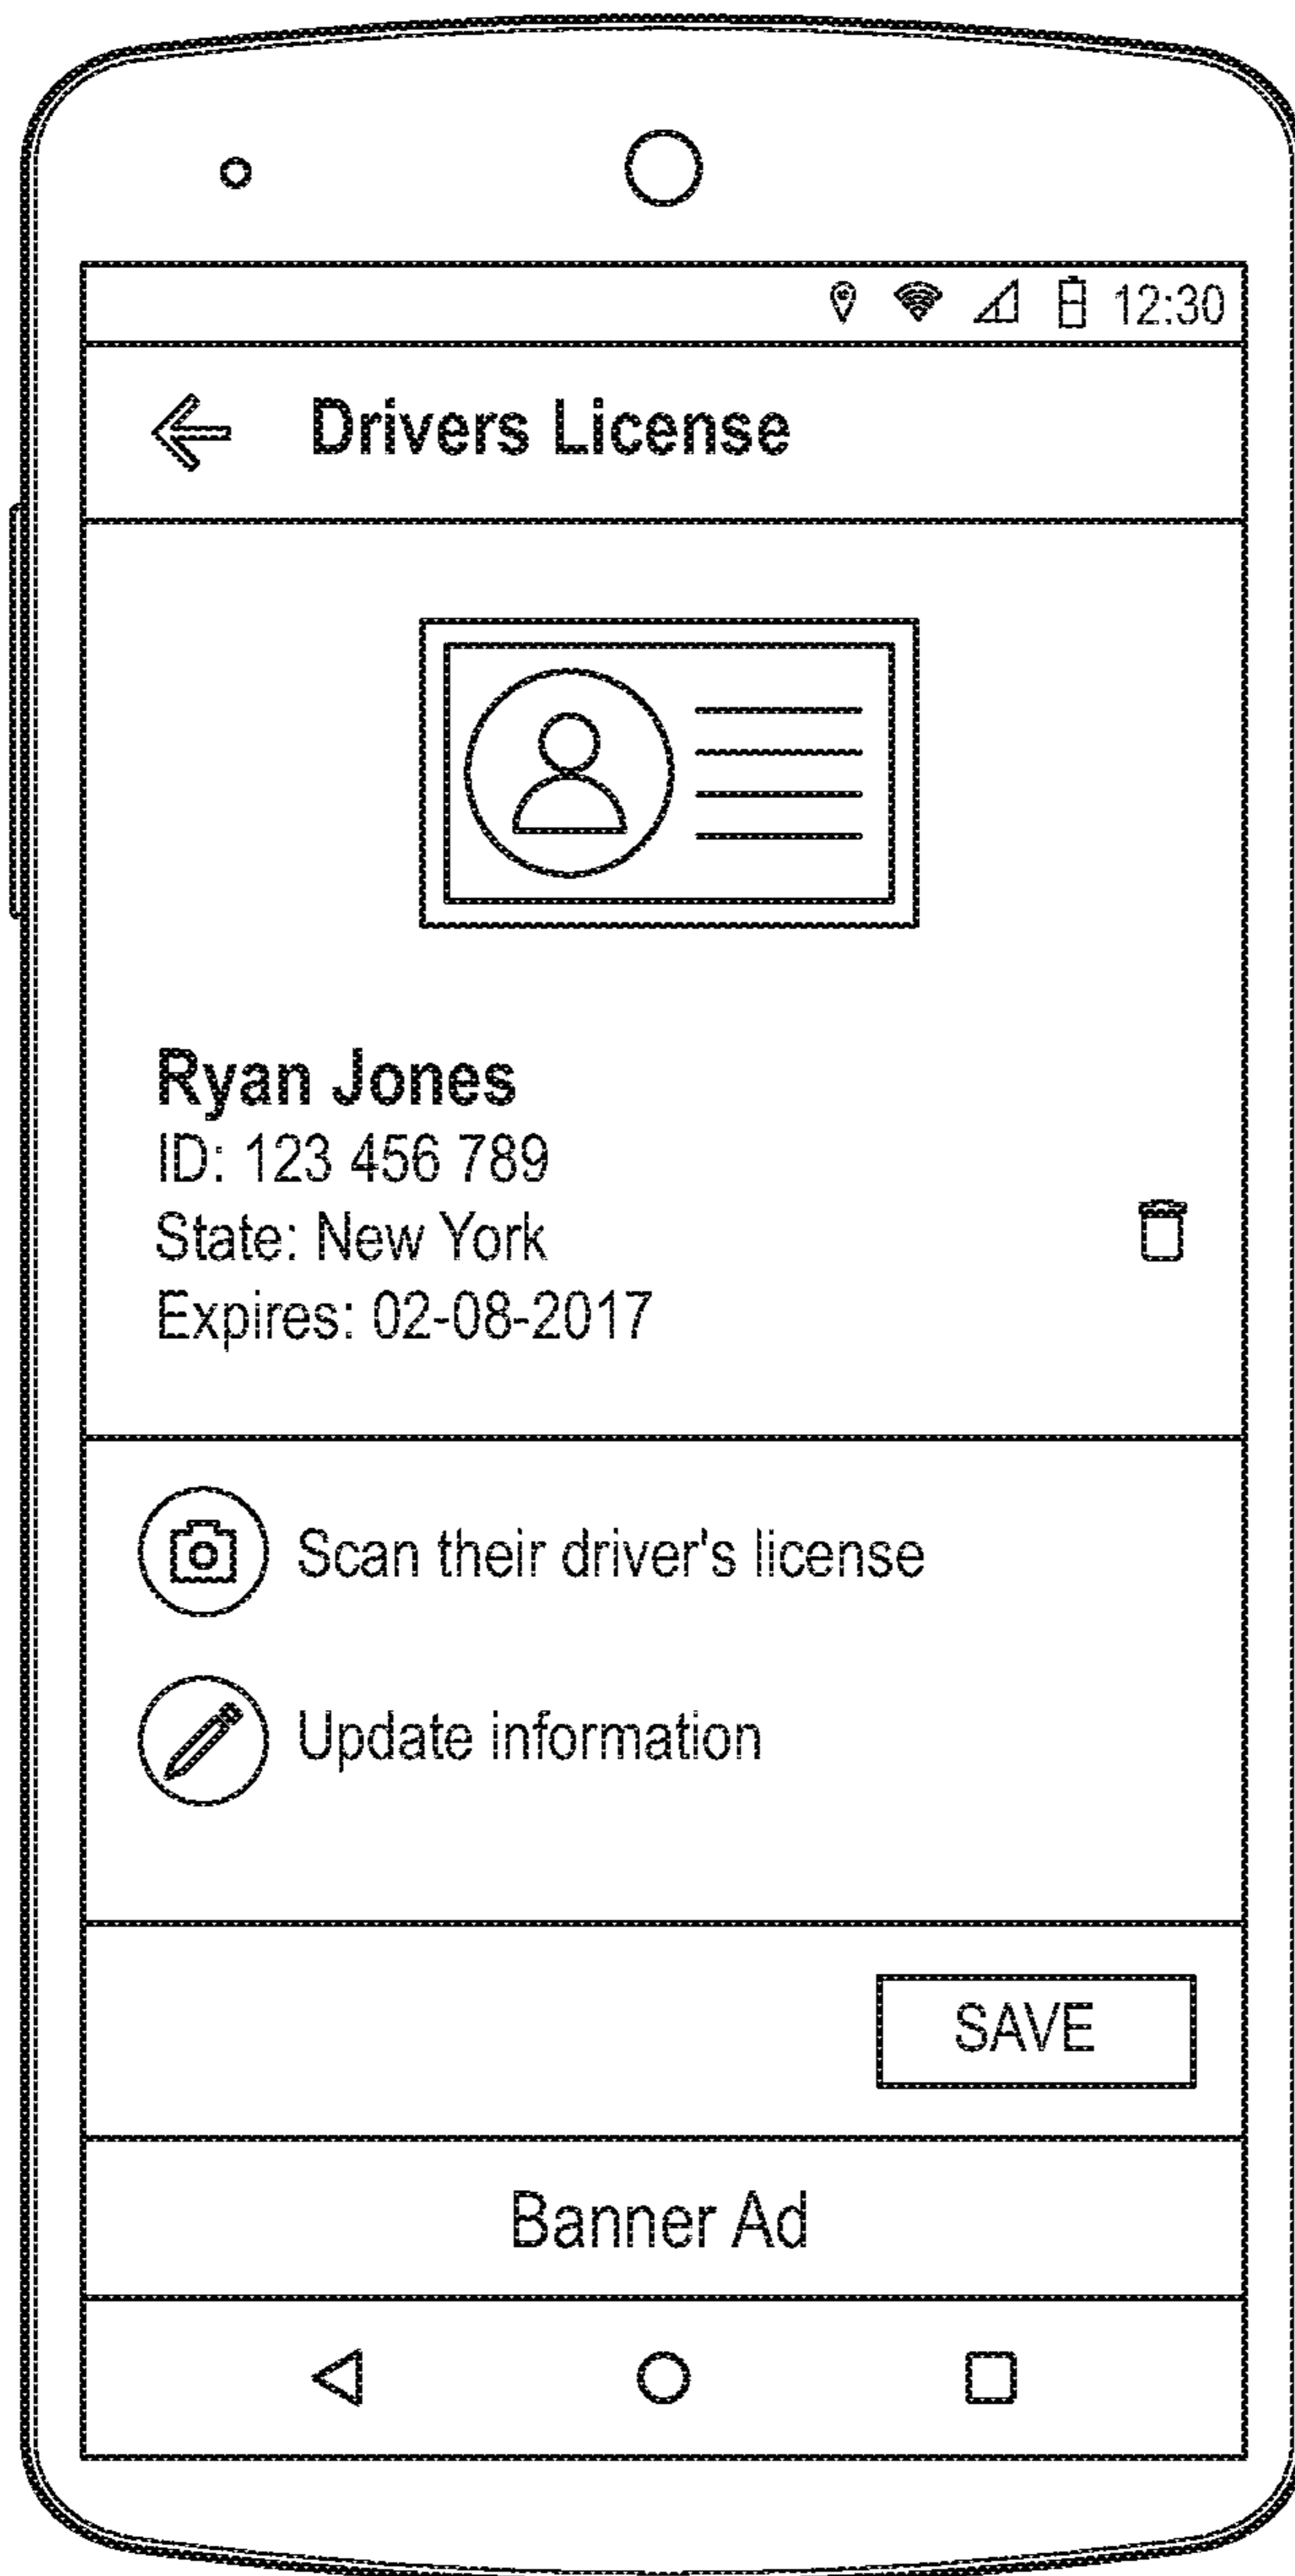 12:30
Drivers License
Ryan Jones
ID: 123 456 789
State: New York
Expires: 02-08-2017
Scan their driver's license
Update information
SAVE
Banner Ad